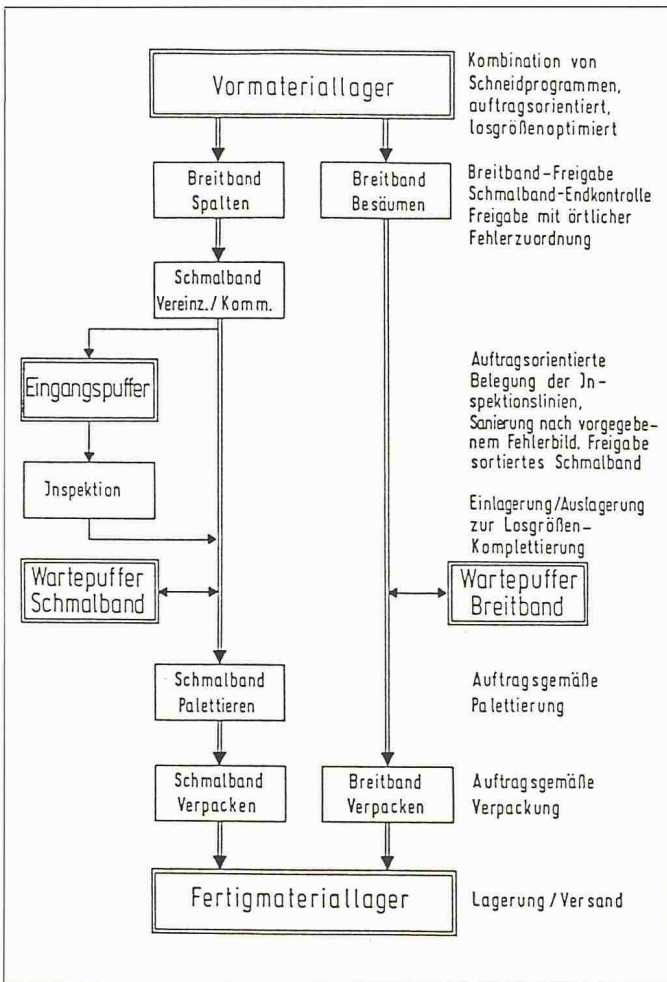 Vormateriallager
Kombination von
Schneidprogrammen,
auftragsorientiert,
losgrößenoptimiert
Breitband
Spalten
Breitband
Besäumen
Breitband-Freigabe
Schmalband-Endkontrolle
Freigabe mit örtlicher
Fehlerzuordnung
Schmalband
Vereinz./Komm.
Eingangspuffer
Auftragsorientierte
Belegung der In-
spektionslinien,
Sanierung nach vorgegebe-
nem Fehlerbild, Freigabe
sortiertes Schmalband
Inspektion
Einlagerung/Auslagerung
zur Losgrößen-
Komplettierung
Wartepuffer
Schmalband
Wartepuffer
Breitband
Schmalband
Palettieren
Auftragsgemäße
Palettierung
Schmalband
Verpacken
Breitband
Verpacken
Auftragsgemäße
Verpackung
Fertigmateriallager
Lagerung/Versand